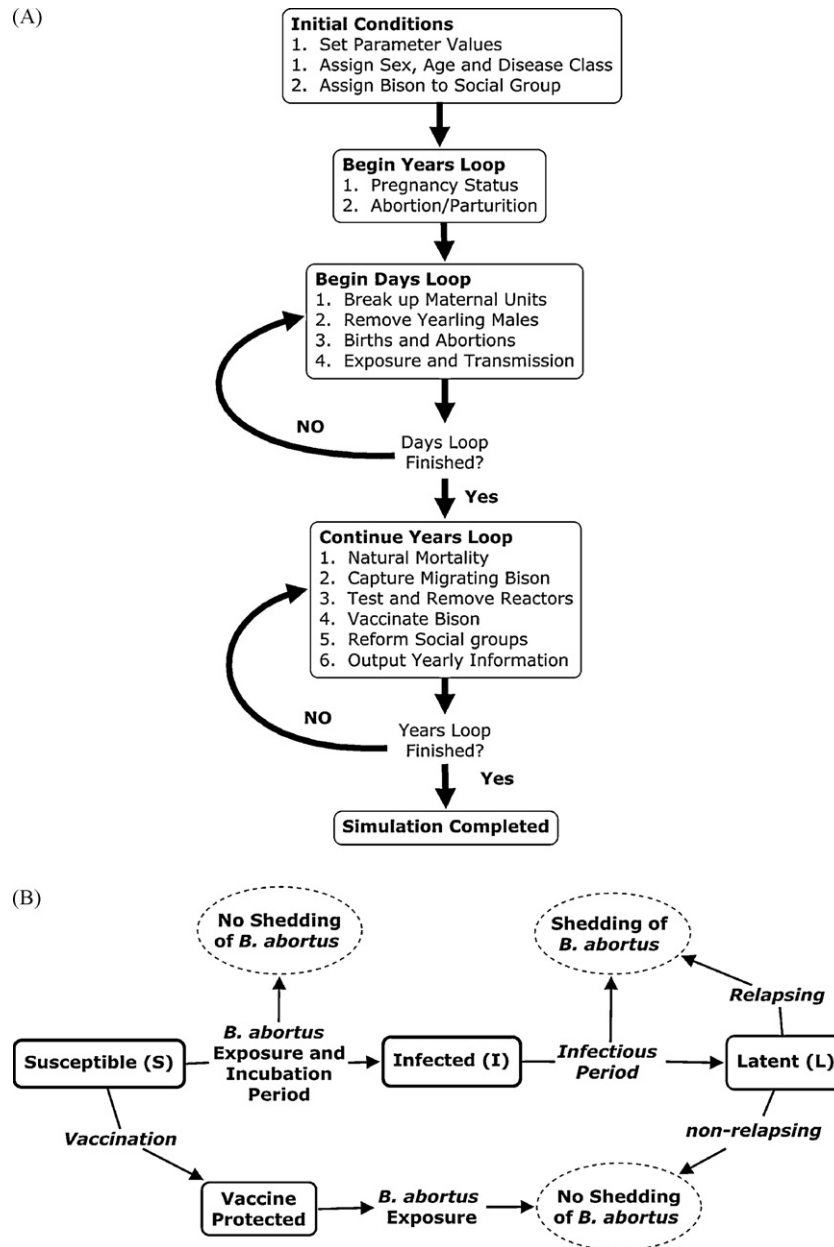 (A)
Initial Conditions
1. Set Parameter Values
1. Assign Sex, Age and Disease Class
2. Assign Bison to Social Group
Begin Years Loop
1. Pregnancy Status
2. Abortion/Parturition
Begin Days Loop
1. Break up Maternal Units
2. Remove Yearling Males
3. Births and Abortions
4. Exposure and Transmission
NO
Days Loop
Finished?
Yes
Continue Years Loop
1. Natural Mortality
2. Capture Migrating Bison
3. Test and Remove Reactors
4. Vaccinate Bison
5. Reform Social groups
6. Output Yearly Information
NO
Years Loop
Finished?
Yes
Simulation Completed
(B)
No Shedding
of B. abortus
Shedding of
B. abortus
Relapsing
Susceptible (S)
B. abortus
Exposure and
Incubation
Period
Infected (I)
Infectious
Period
Latent (L)
Vaccination
non-relapsing
Vaccine
Protected
B. abortus
Exposure
No Shedding
of B. abortus